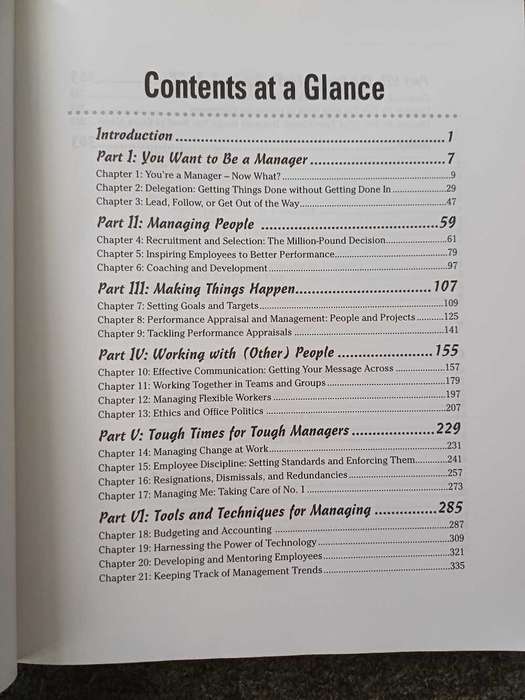 Contents at a Glance
Introduction ............................................................... 1
Part I: You Want to Be a Manager ................................ 7
Chapter 1: You're a Manager – Now What? ........................................................ 9
Chapter 2: Delegation: Getting Things Done without Getting Done In .................. 29
Chapter 3: Lead, Follow, or Get Out of the Way .................................................. 47
Part II: Managing People ......................................... 59
Chapter 4: Recruitment and Selection: The Million-Pound Decision ..................... 61
Chapter 5: Inspiring Employees to Better Performance ....................................... 79
Chapter 6: Coaching and Development ............................................................ 97
Part III: Making Things Happen ................................ 107
Chapter 7: Setting Goals and Targets ............................................................... 109
Chapter 8: Performance Appraisal and Management: People and Projects .......... 125
Chapter 9: Tackling Performance Appraisals .................................................... 141
Part IV: Working with (Other) People ...................... 155
Chapter 10: Effective Communication: Getting Your Message Across ................. 157
Chapter 11: Working Together in Teams and Groups ........................................ 179
Chapter 12: Managing Flexible Workers .......................................................... 197
Chapter 13: Ethics and Office Politics .............................................................. 207
Part V: Tough Times for Tough Managers .................. 229
Chapter 14: Managing Change at Work ............................................................ 231
Chapter 15: Employee Discipline: Setting Standards and Enforcing Them ........... 241
Chapter 16: Resignations, Dismissals, and Redundancies .................................. 257
Chapter 17: Managing Me: Taking Care of No. 1 ............................................... 273
Part VI: Tools and Techniques for Managing .............. 285
Chapter 18: Budgeting and Accounting ........................................................... 287
Chapter 19: Harnessing the Power of Technology ............................................. 309
Chapter 20: Developing and Mentoring Employees ........................................... 321
Chapter 21: Keeping Track of Management Trends ........................................... 335